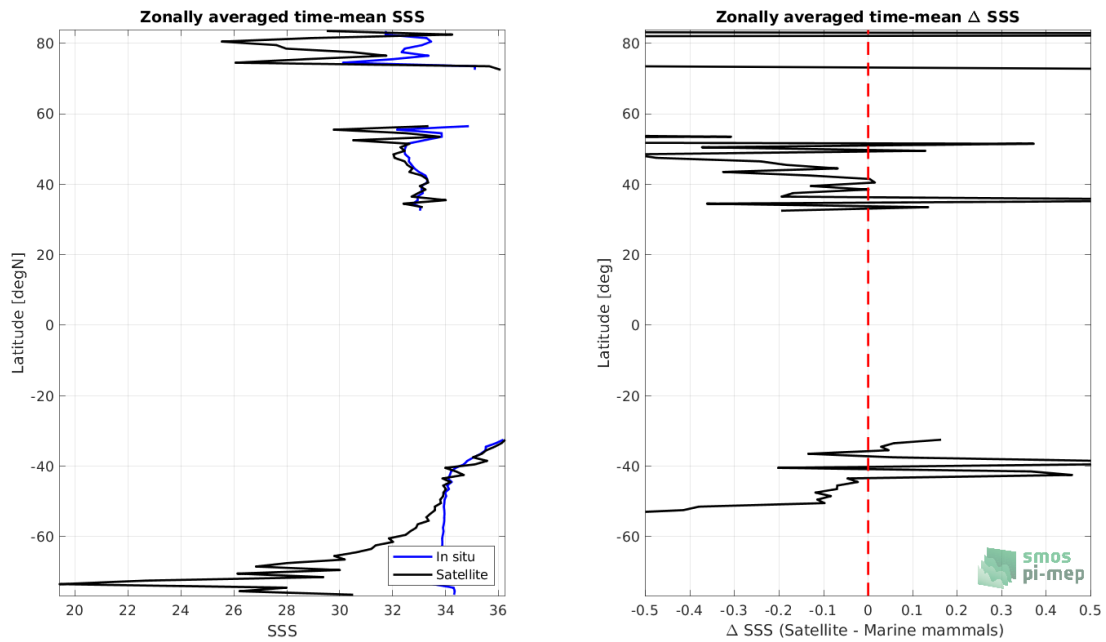 Zonally averaged time-mean SSS
80
60
40
20
0
-20
-40
-60
Latitude [degN]
In situ
Satellite
20 22 24 26 28 30 32 34 36
SSS
Zonally averaged time-mean Δ SSS
80
60
40
20
0
-20
-40
-60
Latitude [deg]
smos
pi-mep
-0.5 -0.4 -0.3 -0.2 -0.1 0 0.1 0.2 0.3 0.4 0.5
Δ SSS (Satellite - Marine mammals)